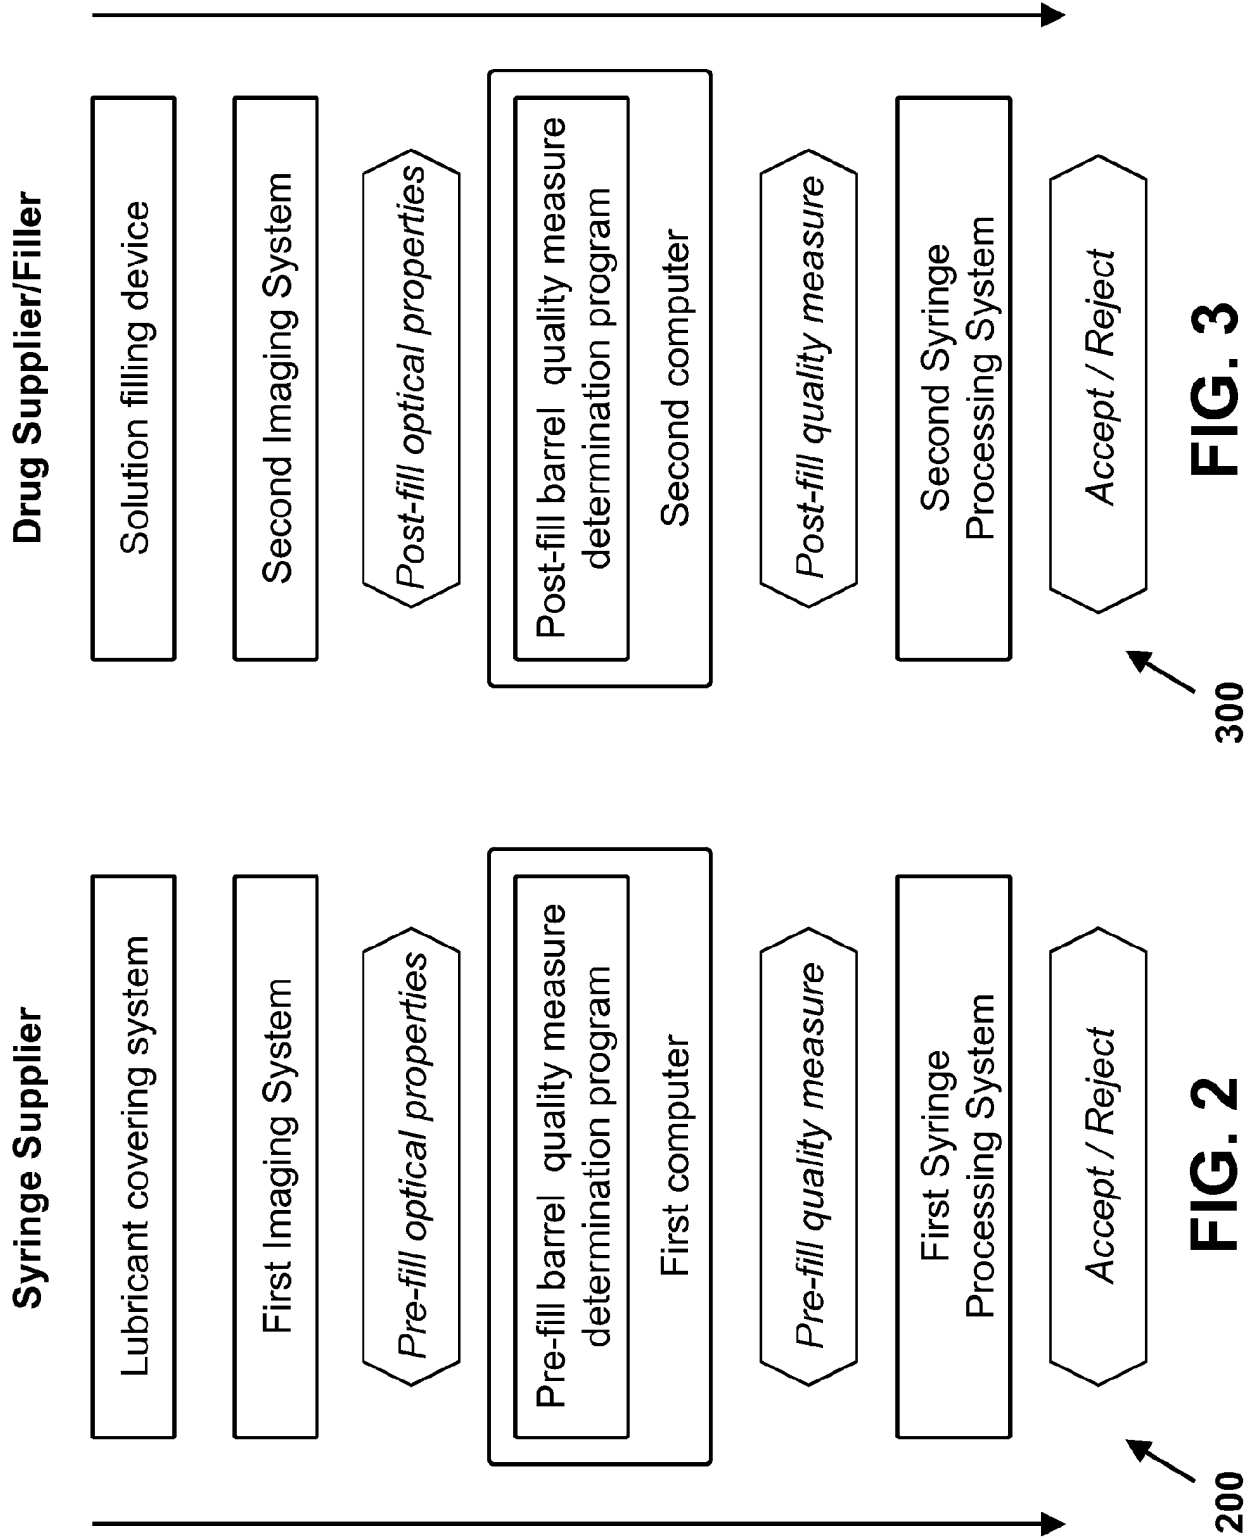 Syringe Supplier
Lubricant covering system
First Imaging System
Pre-fill optical properties
Pre-fill barrel quality measure
determination program
First computer
Pre-fill quality measure
First Syringe
Processing System
Accept / Reject
200
FIG. 2
Drug Supplier/Filler
Solution filling device
Second Imaging System
Post-fill optical properties
Post-fill barrel quality measure
determination program
Second computer
Post-fill quality measure
Second Syringe
Processing System
Accept / Reject
300
FIG. 3